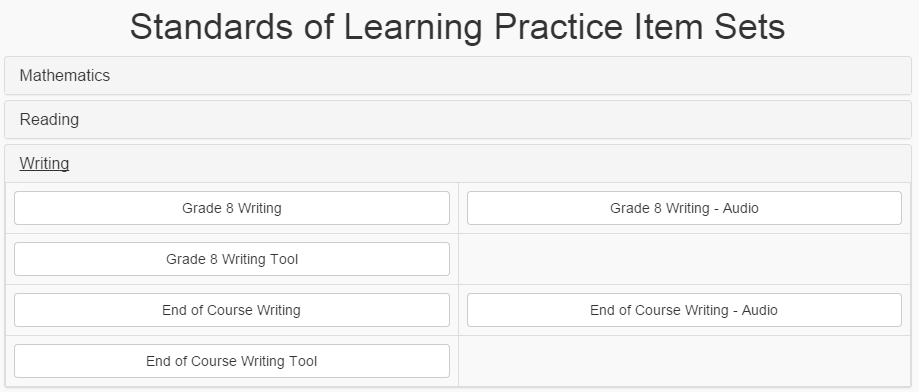 Standards of Learning Practice Item Sets
Mathematics
Reading
Writing
Grade 8 Writing
Grade 8 Writing - Audio
Grade 8 Writing Tool
End of Course Writing
End of Course Writing - Audio
End of Course Writing Tool